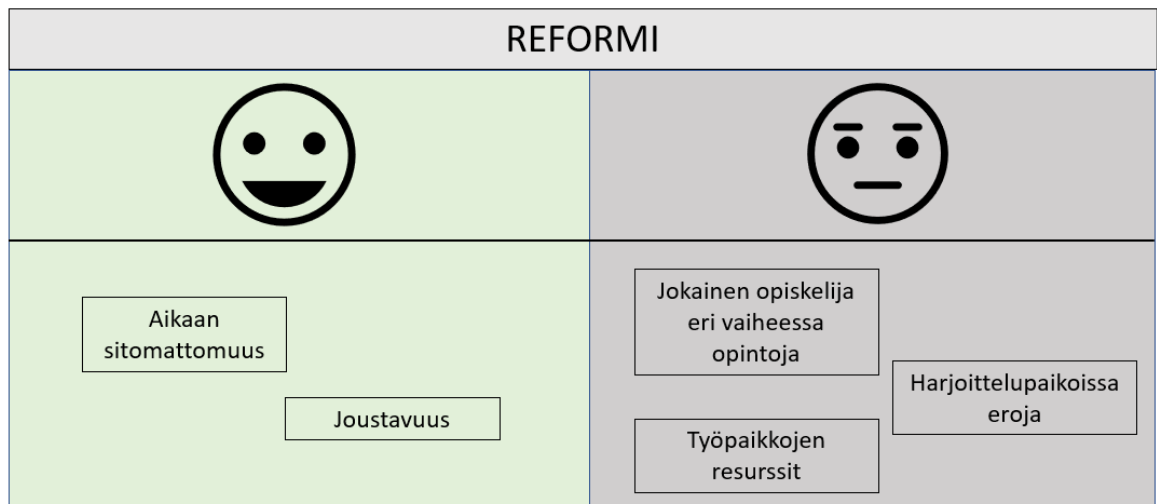 REFORMI
Aikaan
sitomattomuus
Joustavuus
Jokainen opiskelija
eri vaiheessa
opintoja
Harjoittelupaikoissa
eroja
Työpaikkojen
resurssit